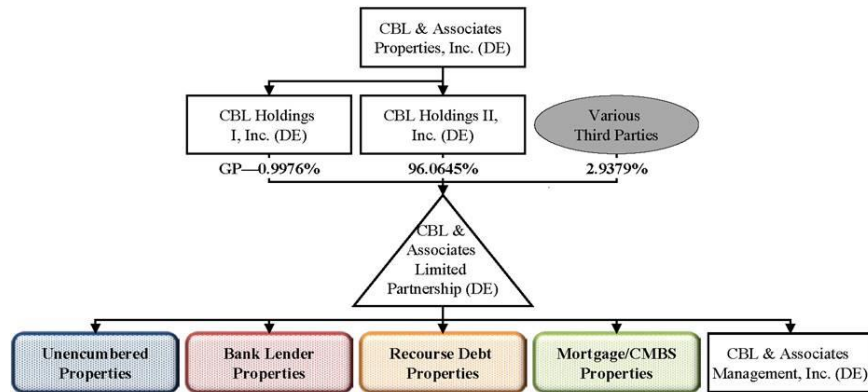 CBL & Associates
Properties, Inc. (DE)
CBL Holdings
I, Inc. (DE)
CBL Holdings II,
Inc. (DE)
Various
Third Parties
GP—0.9976%
96.0645%
2.9379%
CBL &
Associates
Limited
Partnership (DE)
Unencumbered
Properties
Bank Lender
Properties
Recourse Debt
Properties
Mortgage/CMBS
Properties
CBL & Associates
Management, Inc. (DE)